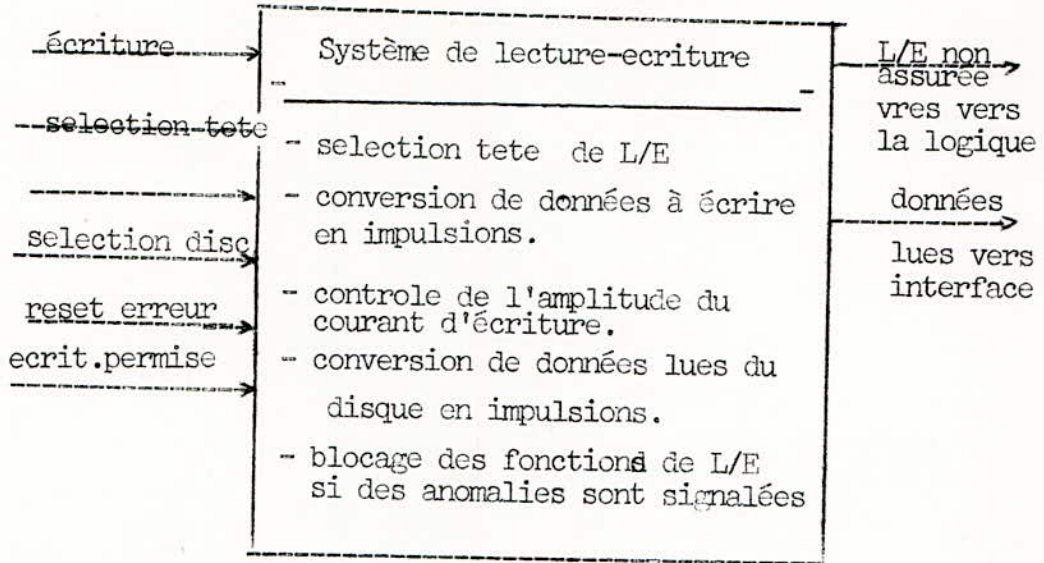 écriture
selection tete
selection disc
reset erreur
ecrit.permise
Système de lecture-ecriture
- selection tete de L/E
- conversion de données à écrire
en impulsions.
- controle de l'amplitude du
courant d'écriture.
- conversion de données lues du
disque en impulsions.
- blocage des fonctions de L/E
si des anomalies sont signalées
L/E non
assurée
vres vers
la logique
données
lues vers
interface